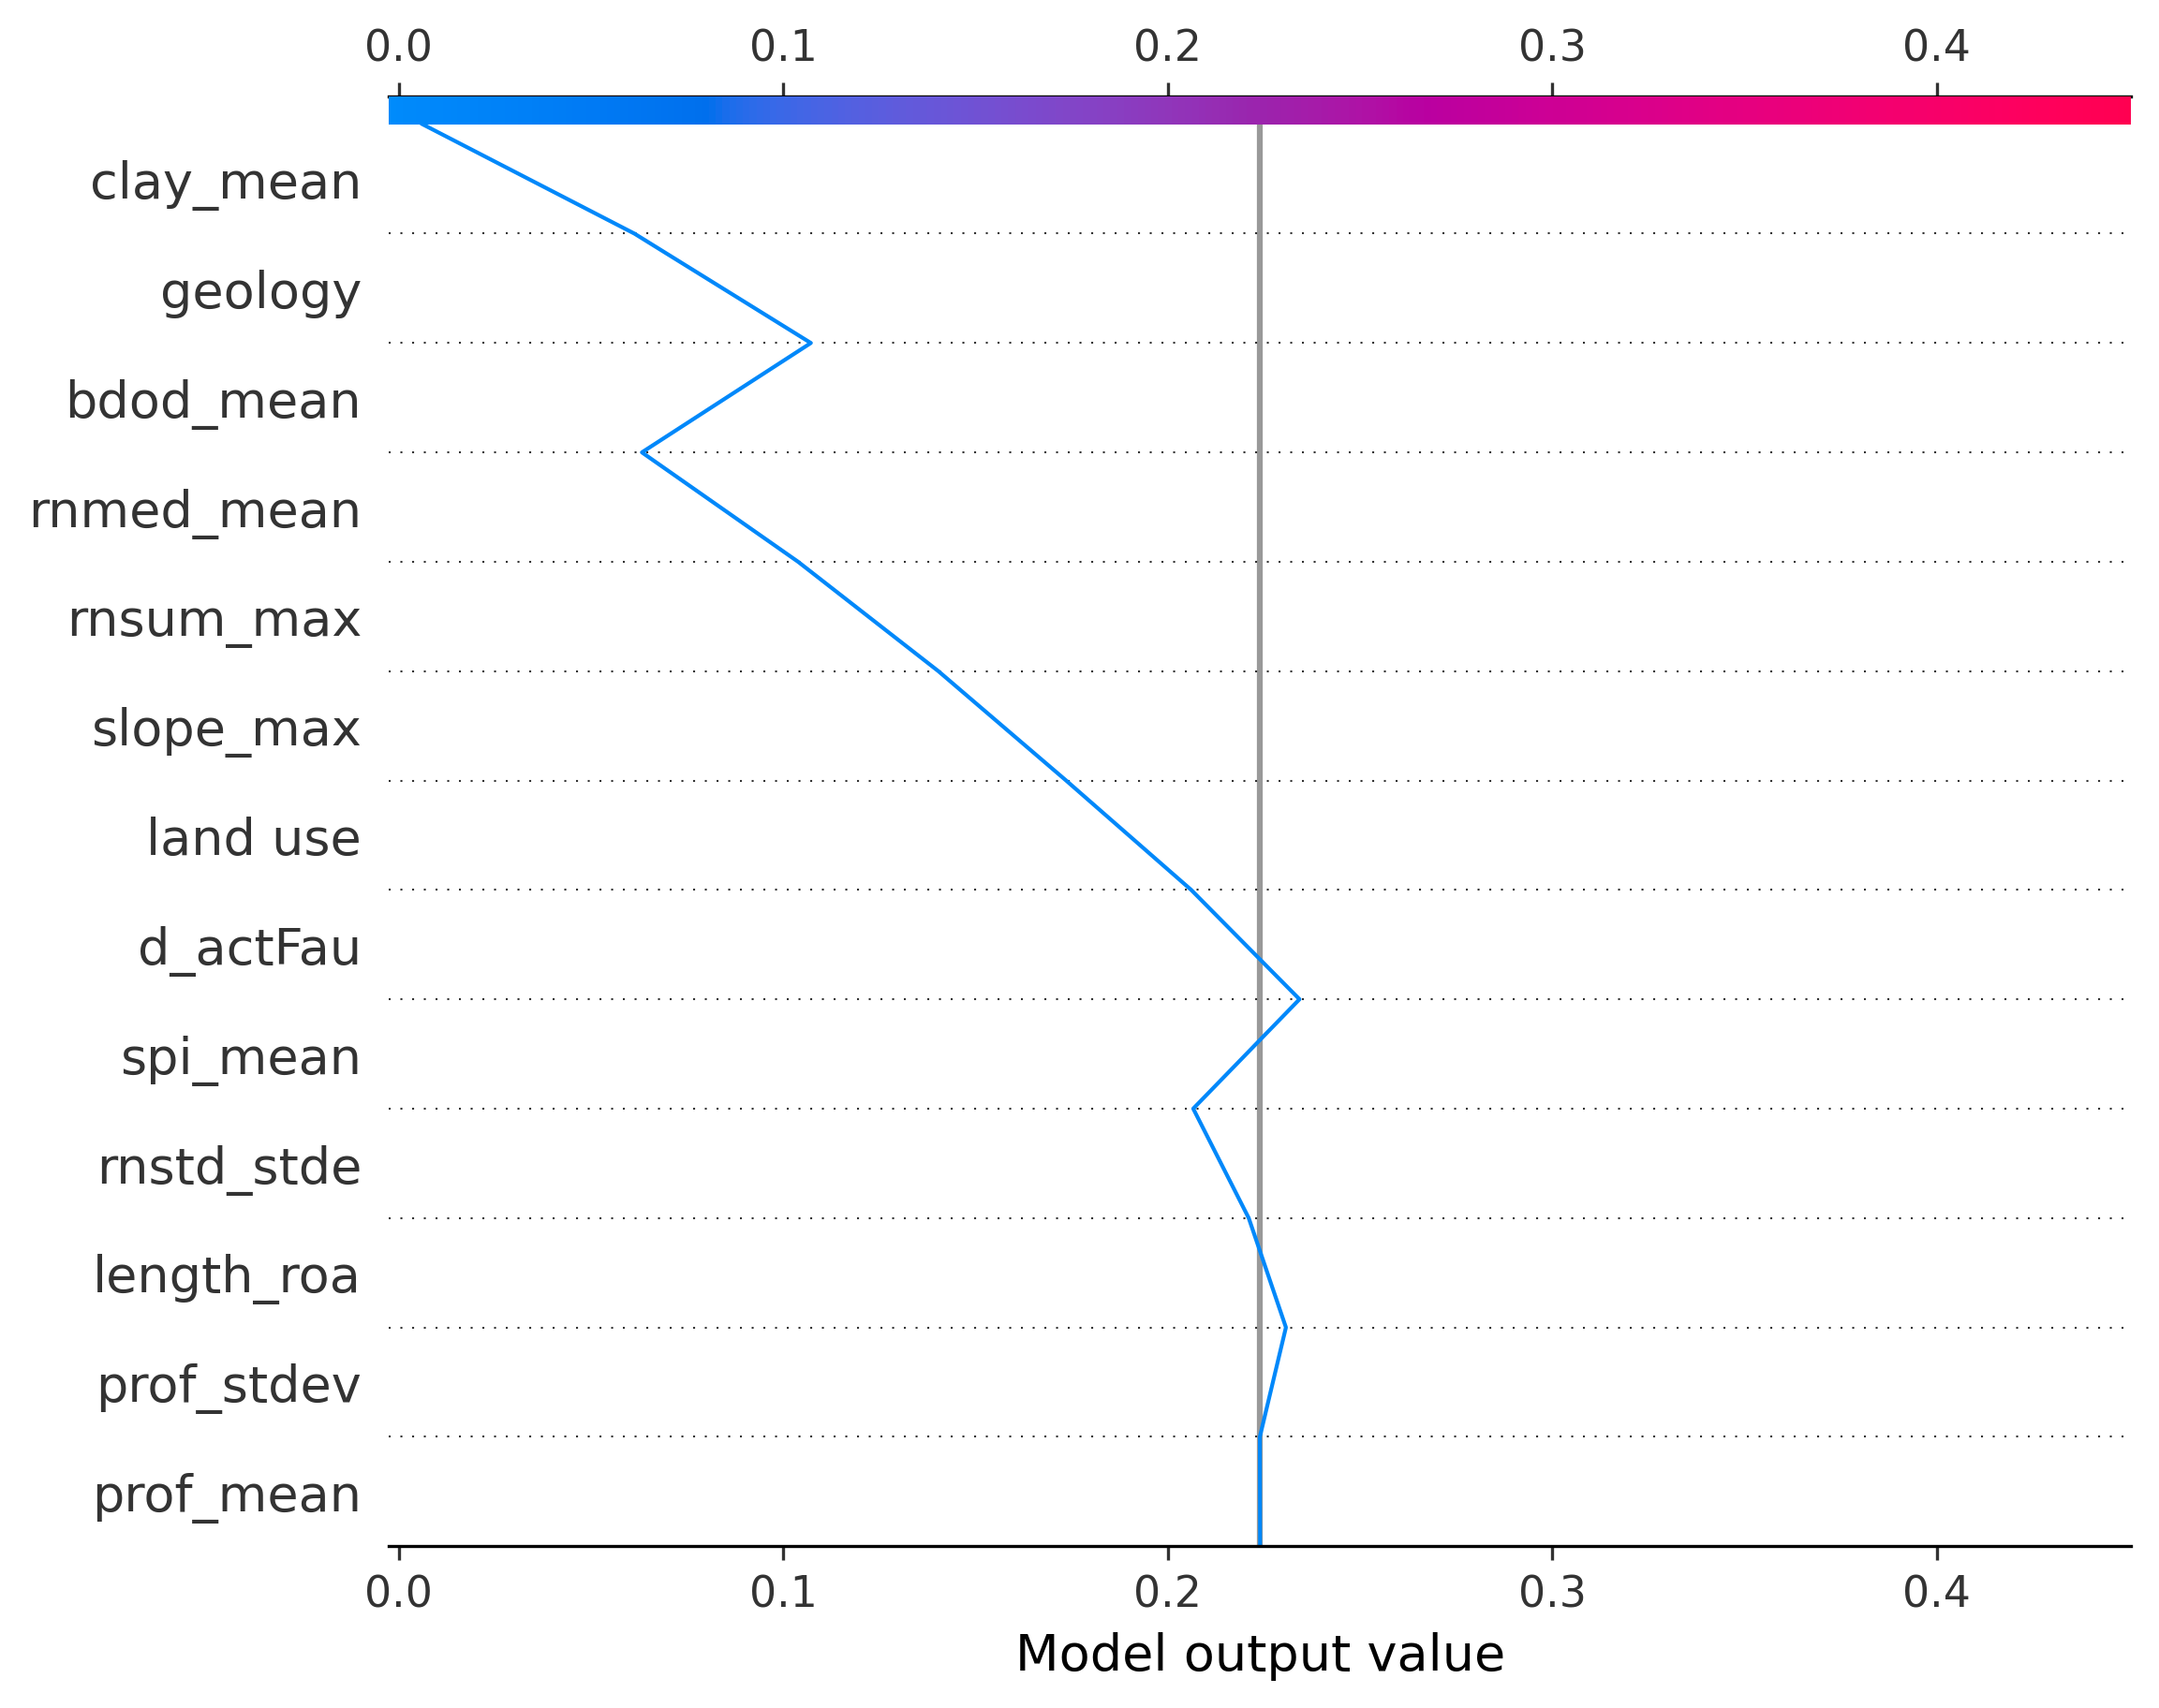 0.0 0.1 0.2 0.3 0.4
clay_mean
geology
bdod_mean
rnmed_mean
rnsum_max
slope_max
land use
d_actFau
spi_mean
rnstd_stde
length_roa
prof_stdev
prof_mean
0.0 0.1 0.2 0.3 0.4
Model output value